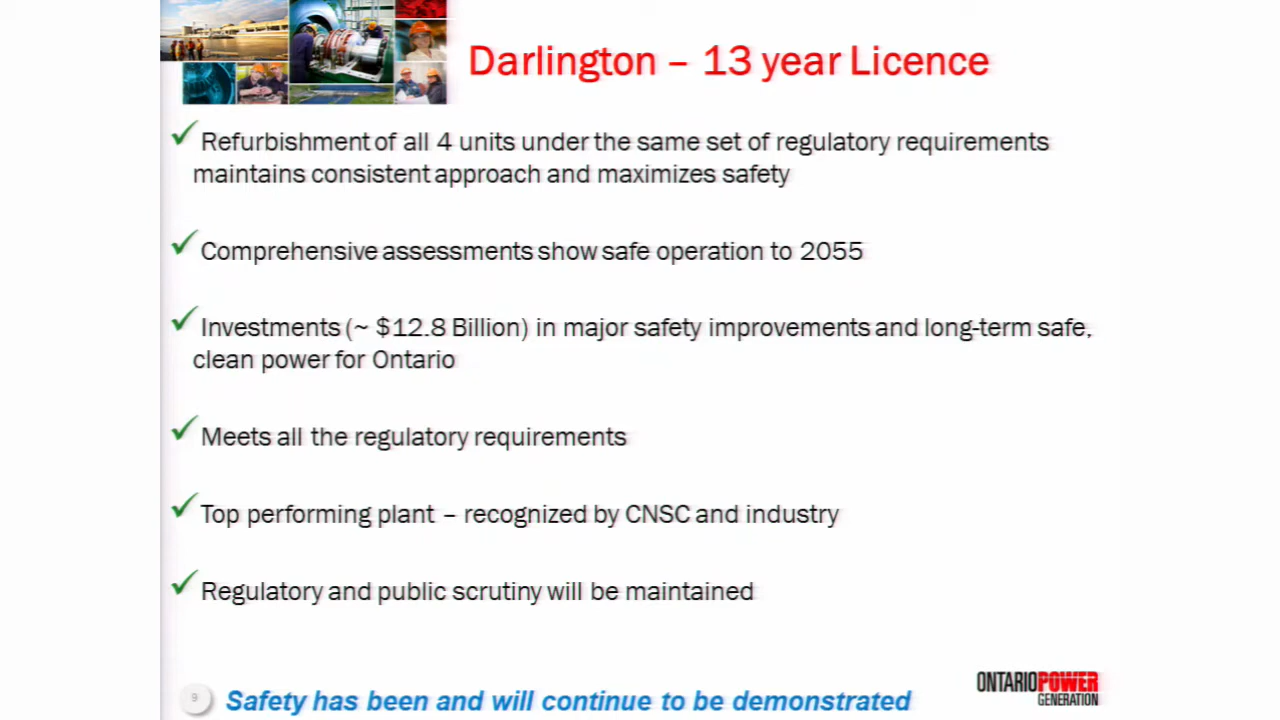 Darlington – 13 year Licence
Refurbishment of all 4 units under the same set of regulatory requirements
maintains consistent approach and maximizes safety
Comprehensive assessments show safe operation to 2055
Investments (~ $12.8 Billion) in major safety improvements and long-term safe,
clean power for Ontario
Meets all the regulatory requirements
Top performing plant – recognized by CNSC and industry
Regulatory and public scrutiny will be maintained
9
Safety has been and will continue to be demonstrated
ONTARIOPOWER
GENERATION